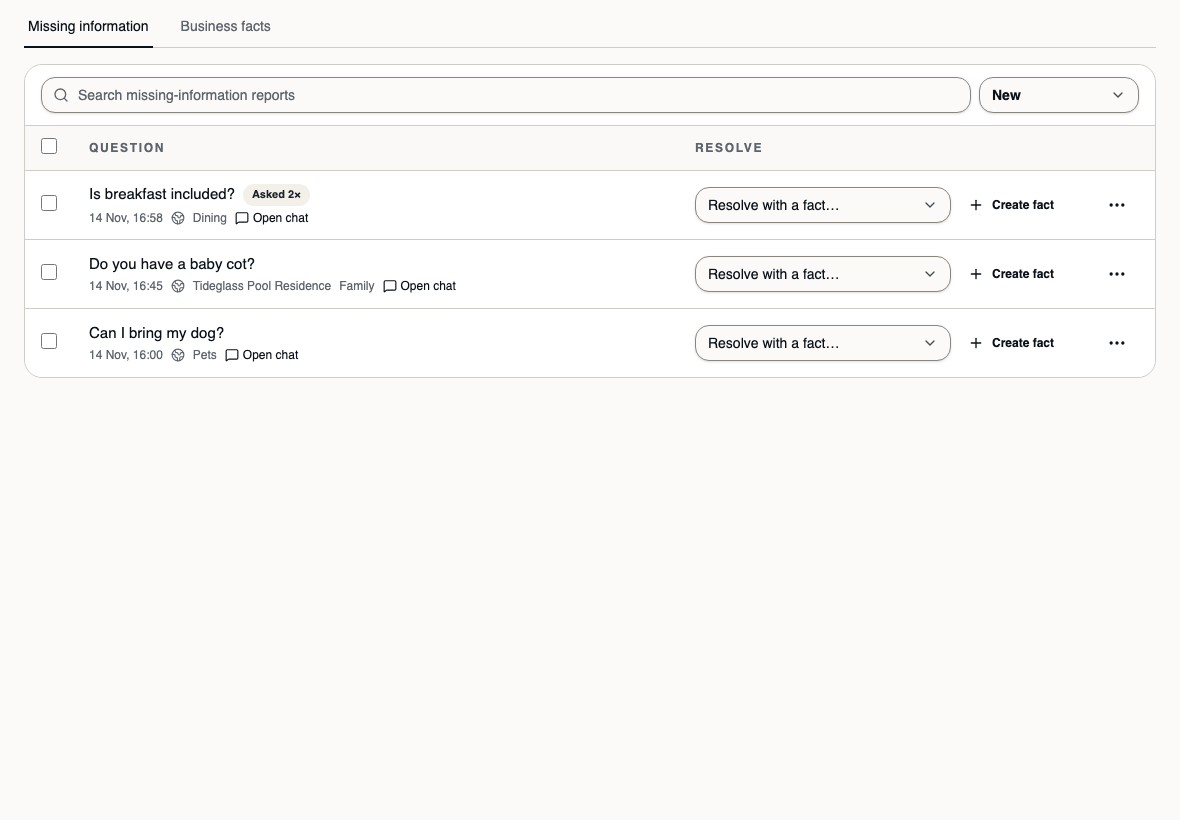 Missing information Business facts
Search missing-information reports New
QUESTION RESOLVE
Is breakfast included? Asked 2×
14 Nov, 16:58 Dining Open chat
Resolve with a fact… Create fact
Do you have a baby cot?
14 Nov, 16:45 Tideglass Pool Residence Family Open chat
Resolve with a fact… Create fact
Can I bring my dog?
14 Nov, 16:00 Pets Open chat
Resolve with a fact… Create fact